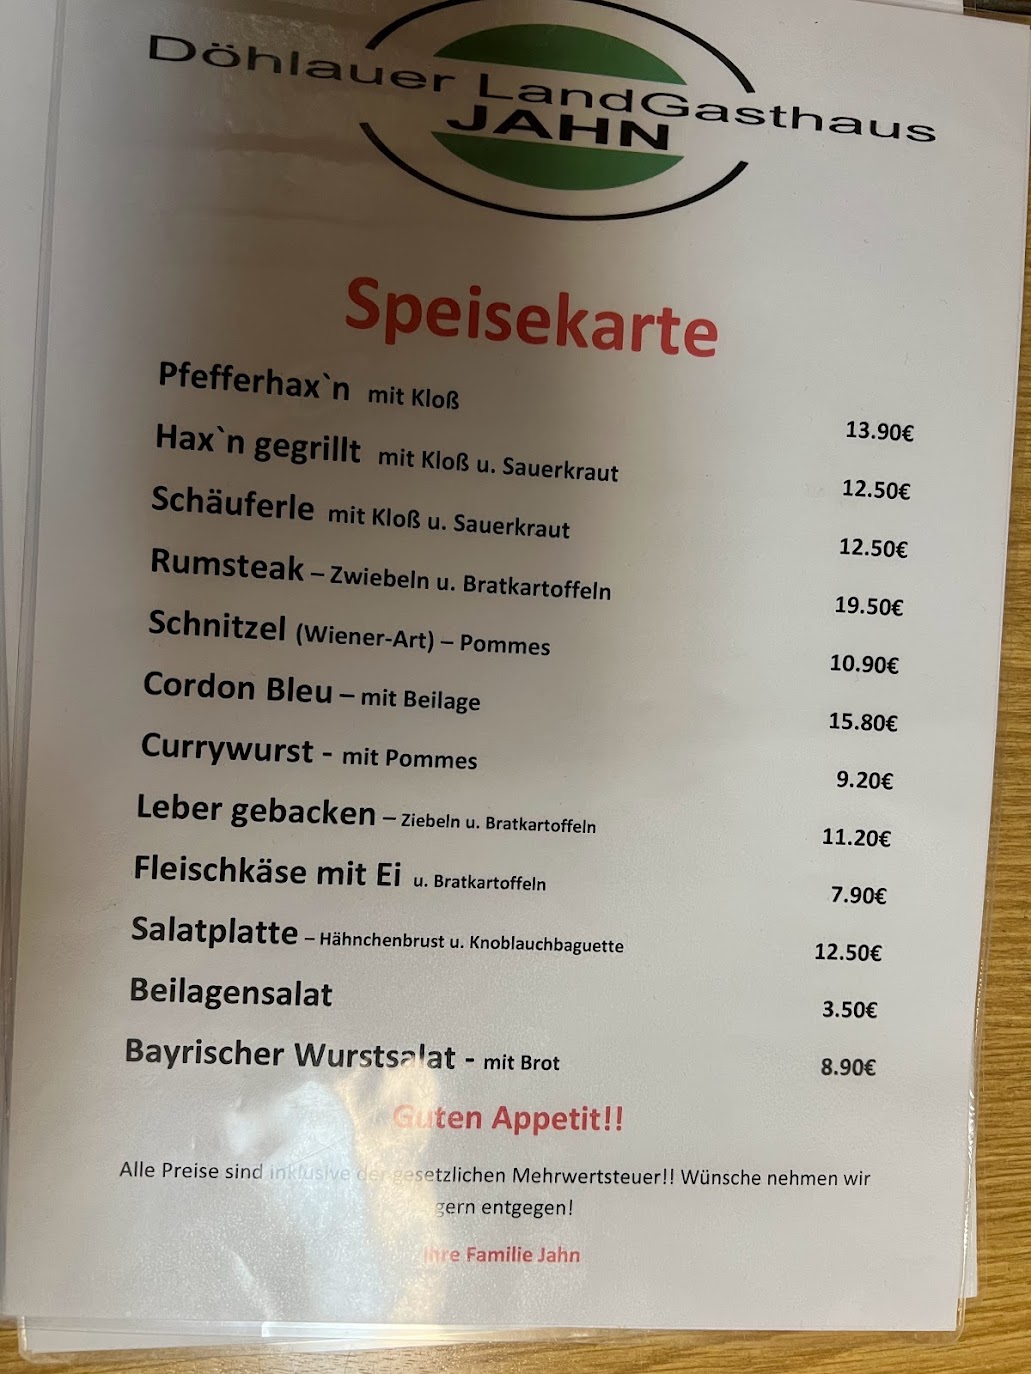 Döhlauer LandGasthaus
JAHN
Speisekarte
Pfefferhax`n mit Kloß 13.90€
Hax`n gegrillt mit Kloß u. Sauerkraut 12.50€
Schäuferle mit Kloß u. Sauerkraut 12.50€
Rumsteak – Zwiebeln u. Bratkartoffeln 19.50€
Schnitzel (Wiener-Art) – Pommes 10.90€
Cordon Bleu – mit Beilage 15.80€
Currywurst - mit Pommes 9.20€
Leber gebacken – Ziebeln u. Bratkartoffeln 11.20€
Fleischkäse mit Ei u. Bratkartoffeln 7.90€
Salatplatte – Hähnchenbrust u. Knoblauchbaguette 12.50€
Beilagensalat 3.50€
Bayrischer Wurstsalat - mit Brot 8.90€
Guten Appetit!!
Alle Preise sind inklusive der gesetzlichen Mehrwertsteuer!! Wünsche nehmen wir
gern entgegen!
Ihre Familie Jahn